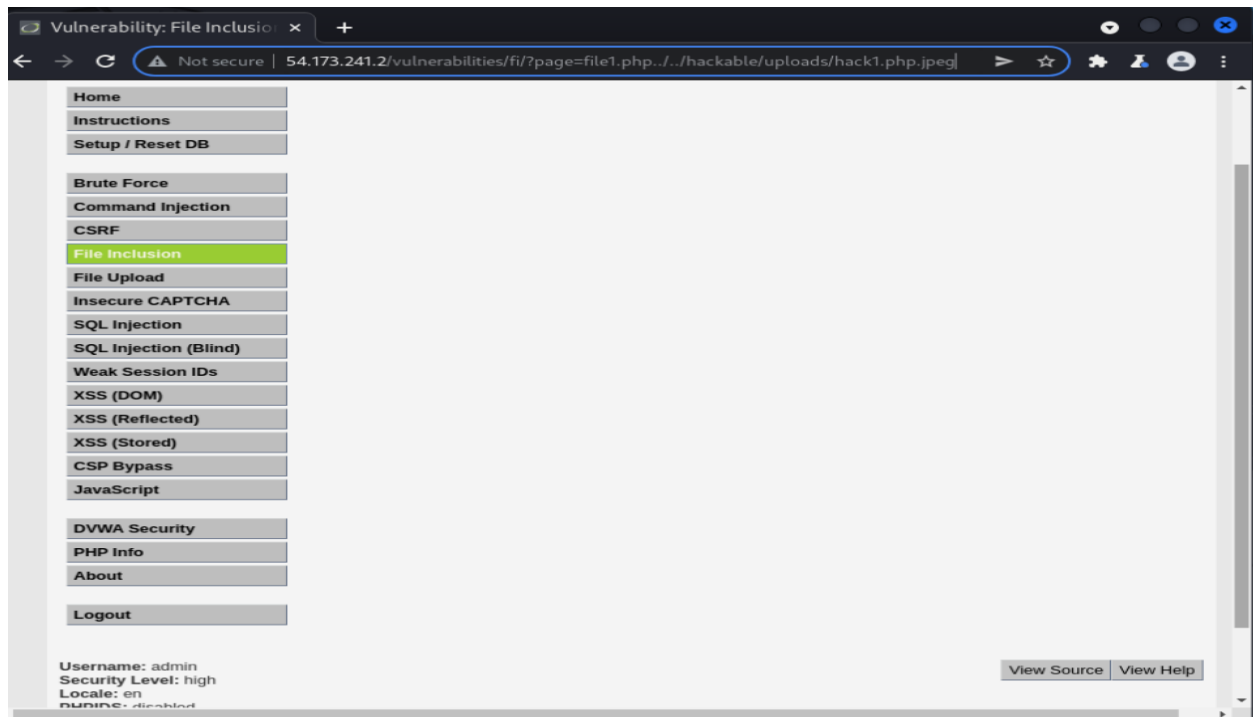 Vulnerability: File Inclusio
Not secure | 54.173.241.2/vulnerabilities/fi/?page=file1.php../../hackable/uploads/hack1.php.jpeg
Home
Instructions
Setup / Reset DB
Brute Force
Command Injection
CSRF
File Inclusion
File Upload
Insecure CAPTCHA
SQL Injection
SQL Injection (Blind)
Weak Session IDs
XSS (DOM)
XSS (Reflected)
XSS (Stored)
CSP Bypass
JavaScript
DVWA Security
PHP Info
About
Logout
Username: admin
Security Level: high
Locale: en
PHPIDS: disabled
View Source View Help